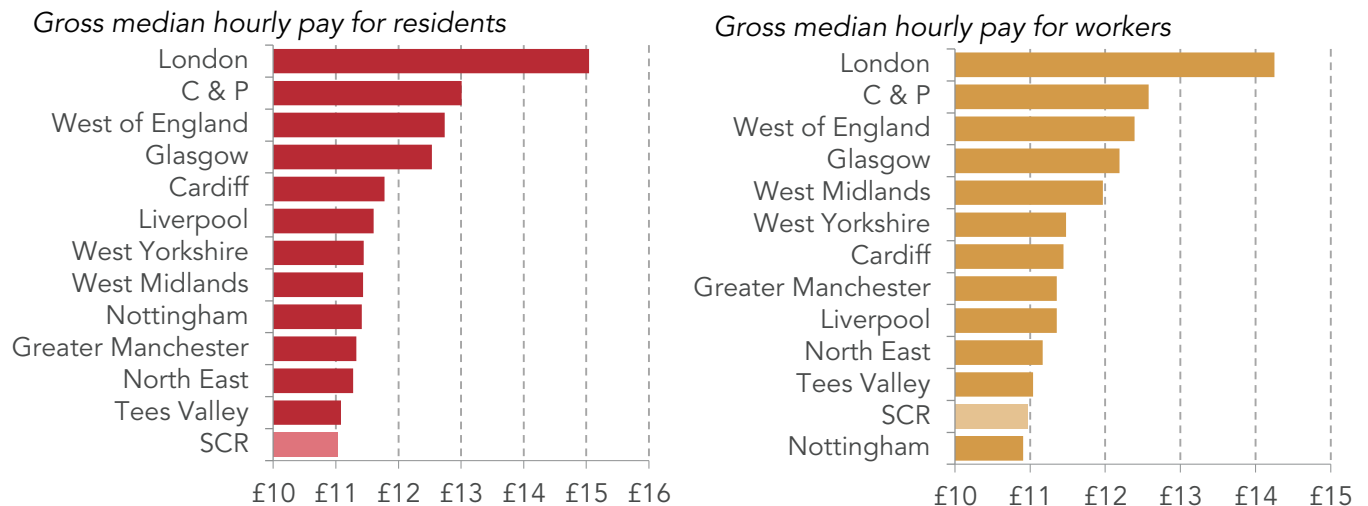 Gross median hourly pay for residents
London
C & P
West of England
Glasgow
Cardiff
Liverpool
West Yorkshire
West Midlands
Nottingham
Greater Manchester
North East
Tees Valley
SCR
£10 £11 £12 £13 £14 £15 £16
Gross median hourly pay for workers
London
C & P
West of England
Glasgow
West Midlands
West Yorkshire
Cardiff
Greater Manchester
Liverpool
North East
Tees Valley
SCR
Nottingham
£10 £11 £12 £13 £14 £15